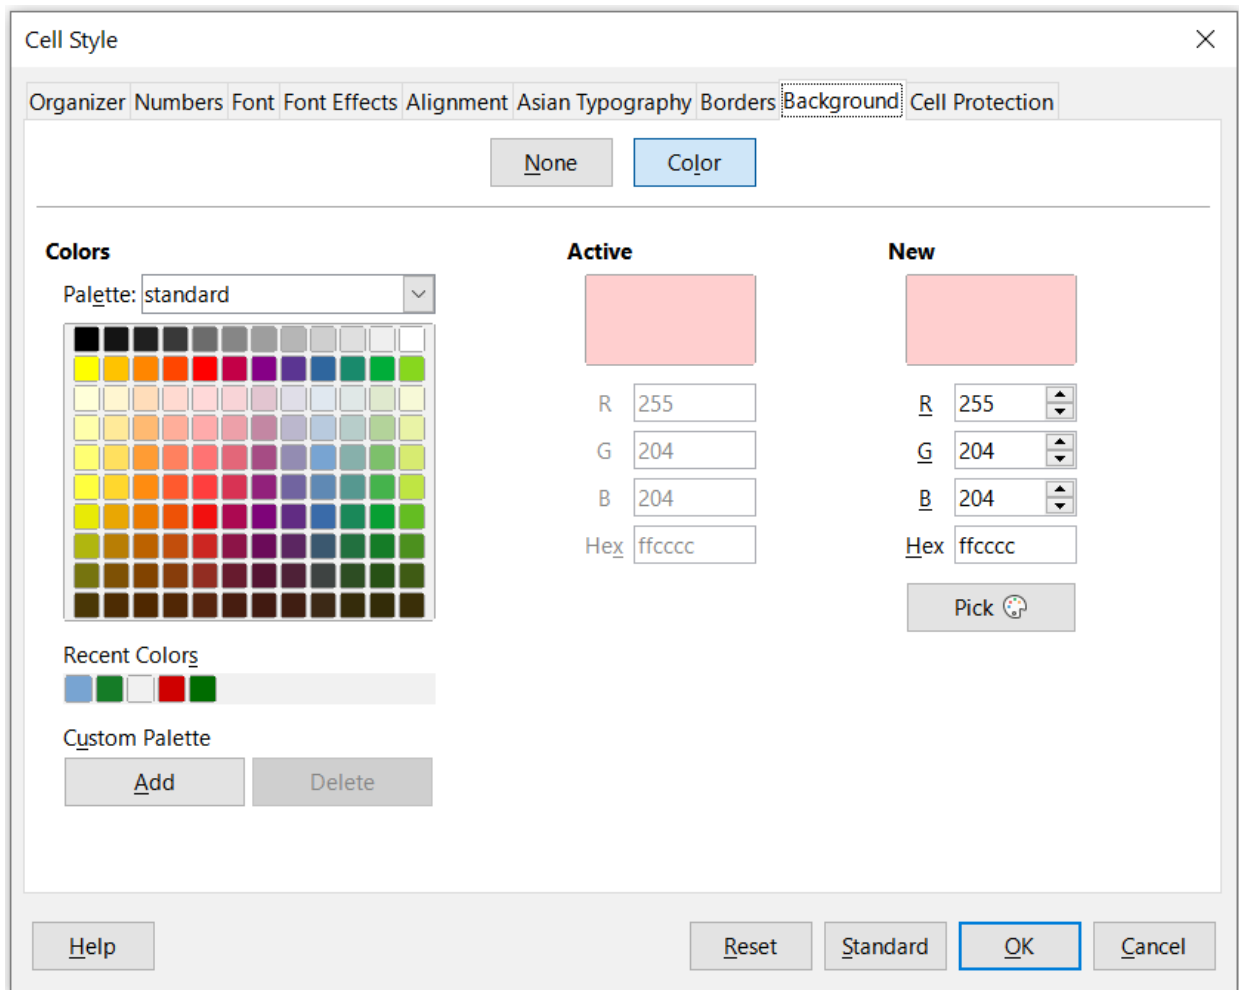 Cell Style
Organizer Numbers Font Font Effects Alignment Asian Typography Borders Background Cell Protection
None Color
Colors Active New
Palette: standard
R 255 R 255
G 204 G 204
B 204 B 204
Hex ffcccc Hex ffcccc
Pick
Recent Colors
Custom Palette
Add Delete
Help Reset Standard OK Cancel